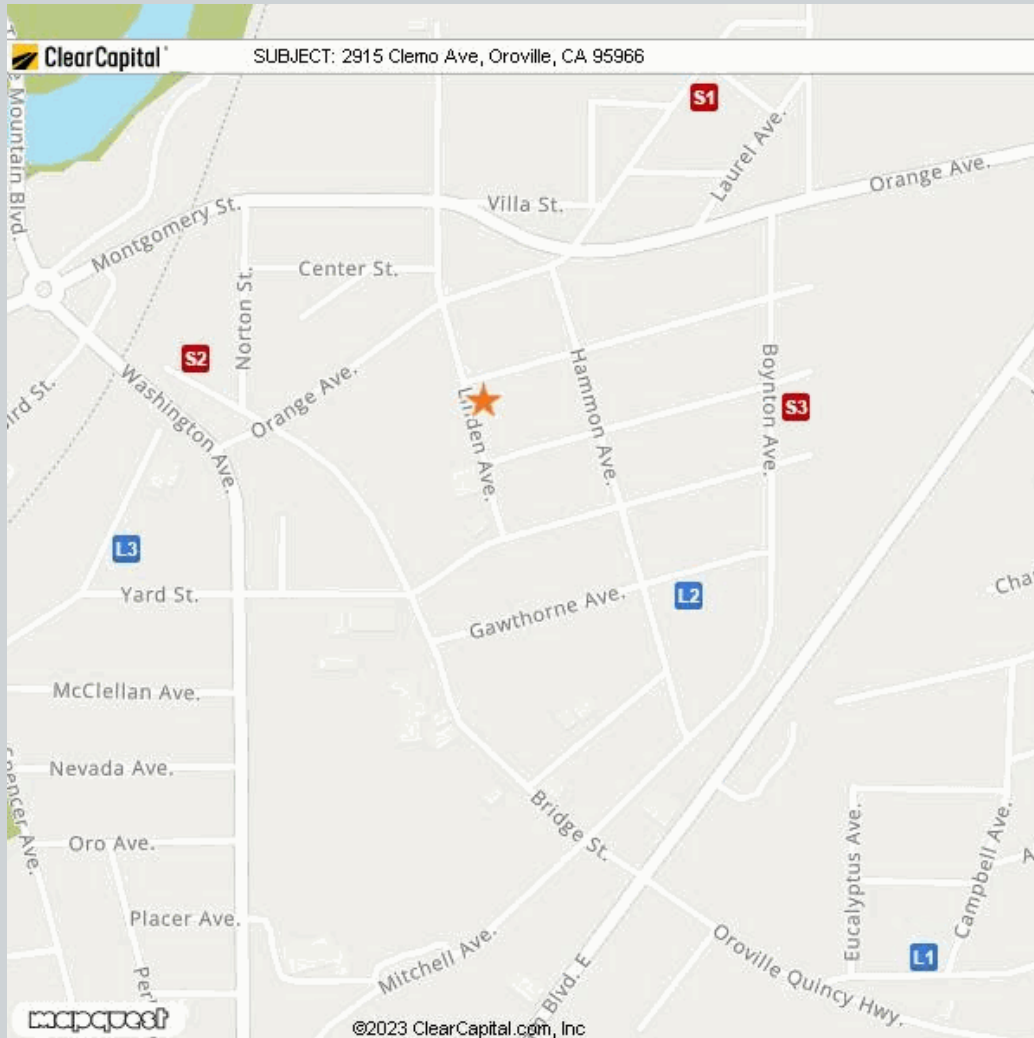 ClearCapital®
SUBJECT: 2915 Clemo Ave, Oroville, CA 95966
Mountain Blvd.
S1
Laurel Ave.
Orange Ave.
Villa St.
Montgomery St.
Center St.
Norton St.
S2
Orange Ave.
Washington Ave.
Linden Ave.
Hammon Ave.
Boynton Ave.
S3
L3
Yard St.
L2
Gawthorne Ave.
McClellan Ave.
Nevada Ave.
Oro Ave.
Placer Ave.
Bridge St.
Mitchell Ave.
Blvd. E
Oroville Quincy Hwy.
Eucalyptus Ave.
Campbell Ave.
L1
mapquest
©2023 ClearCapital.com, Inc